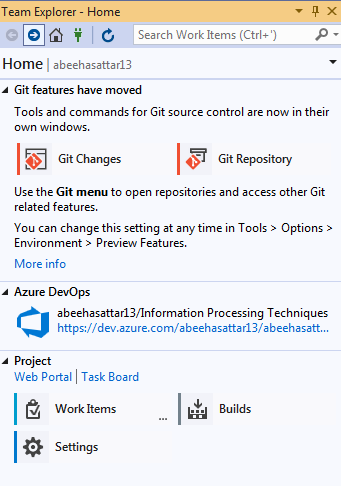 Team Explorer - Home
Search Work Items (Ctrl+')
Home | abeehasattar13
Git features have moved
Tools and commands for Git source control are now in their
own windows.
Git Changes
Git Repository
Use the Git menu to open repositories and access other Git
related features.
You can change this setting at any time in Tools > Options >
Environment > Preview Features.
More info
Azure DevOps
abeehasattar13/Information Processing Techniques
https://dev.azure.com/abeehasattar13/abeehasatt...
Project
Web Portal | Task Board
Work Items
...
Builds
Settings